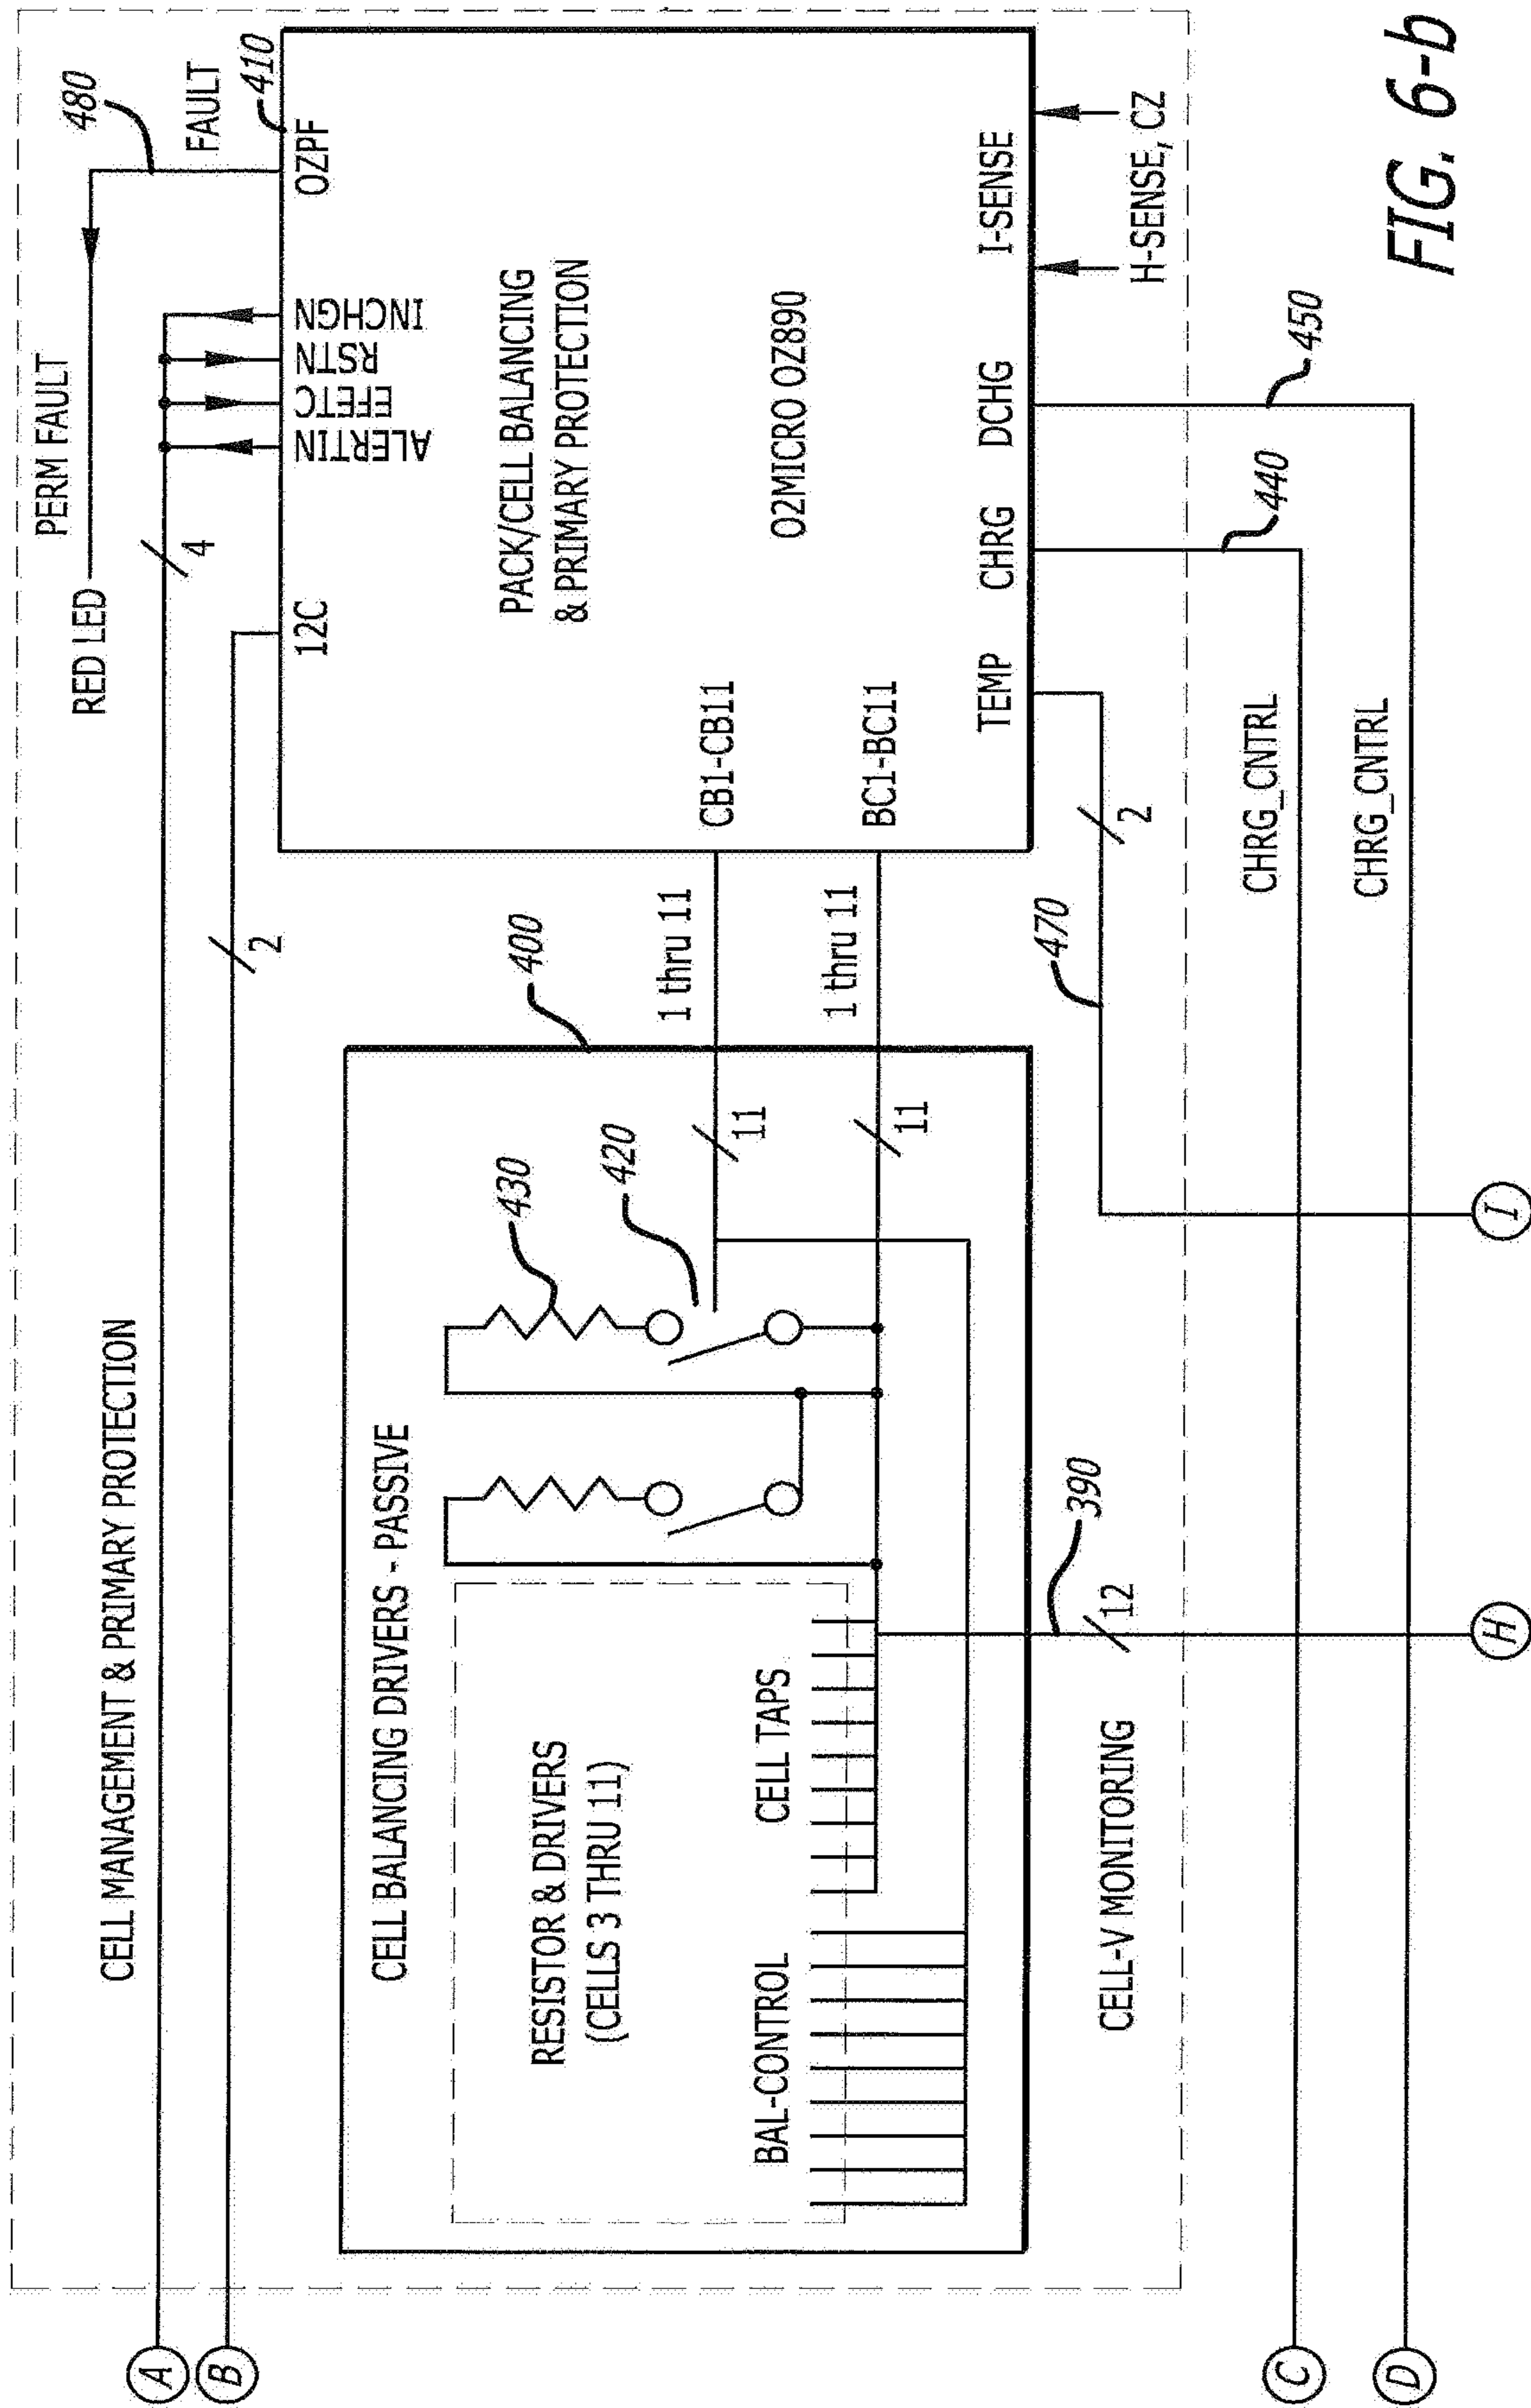 CELL MANAGEMENT & PRIMARY PROTECTION
RED LED
PERM FAULT
480
FAULT
410
A
B
4
2
12C
ALERTIN
EFETC
RSTN
INCHGN
OZPF
CELL BALANCING DRIVERS - PASSIVE
RESISTOR & DRIVERS
(CELLS 3 THRU 11)
BAL-CONTROL
CELL TAPS
430
420
400
11
11
1 thru 11
1 thru 11
CB1-CB11
BC1-BC11
PACK/CELL BALANCING
& PRIMARY PROTECTION
O2MICRO OZ890
TEMP
CHRG
DCHG
I-SENSE
H-SENSE, CZ
CELL-V MONITORING
390
12
470
2
440
450
CHRG_CNTRL
CHRG_CNTRL
C
D
H
I
FIG. 6-b